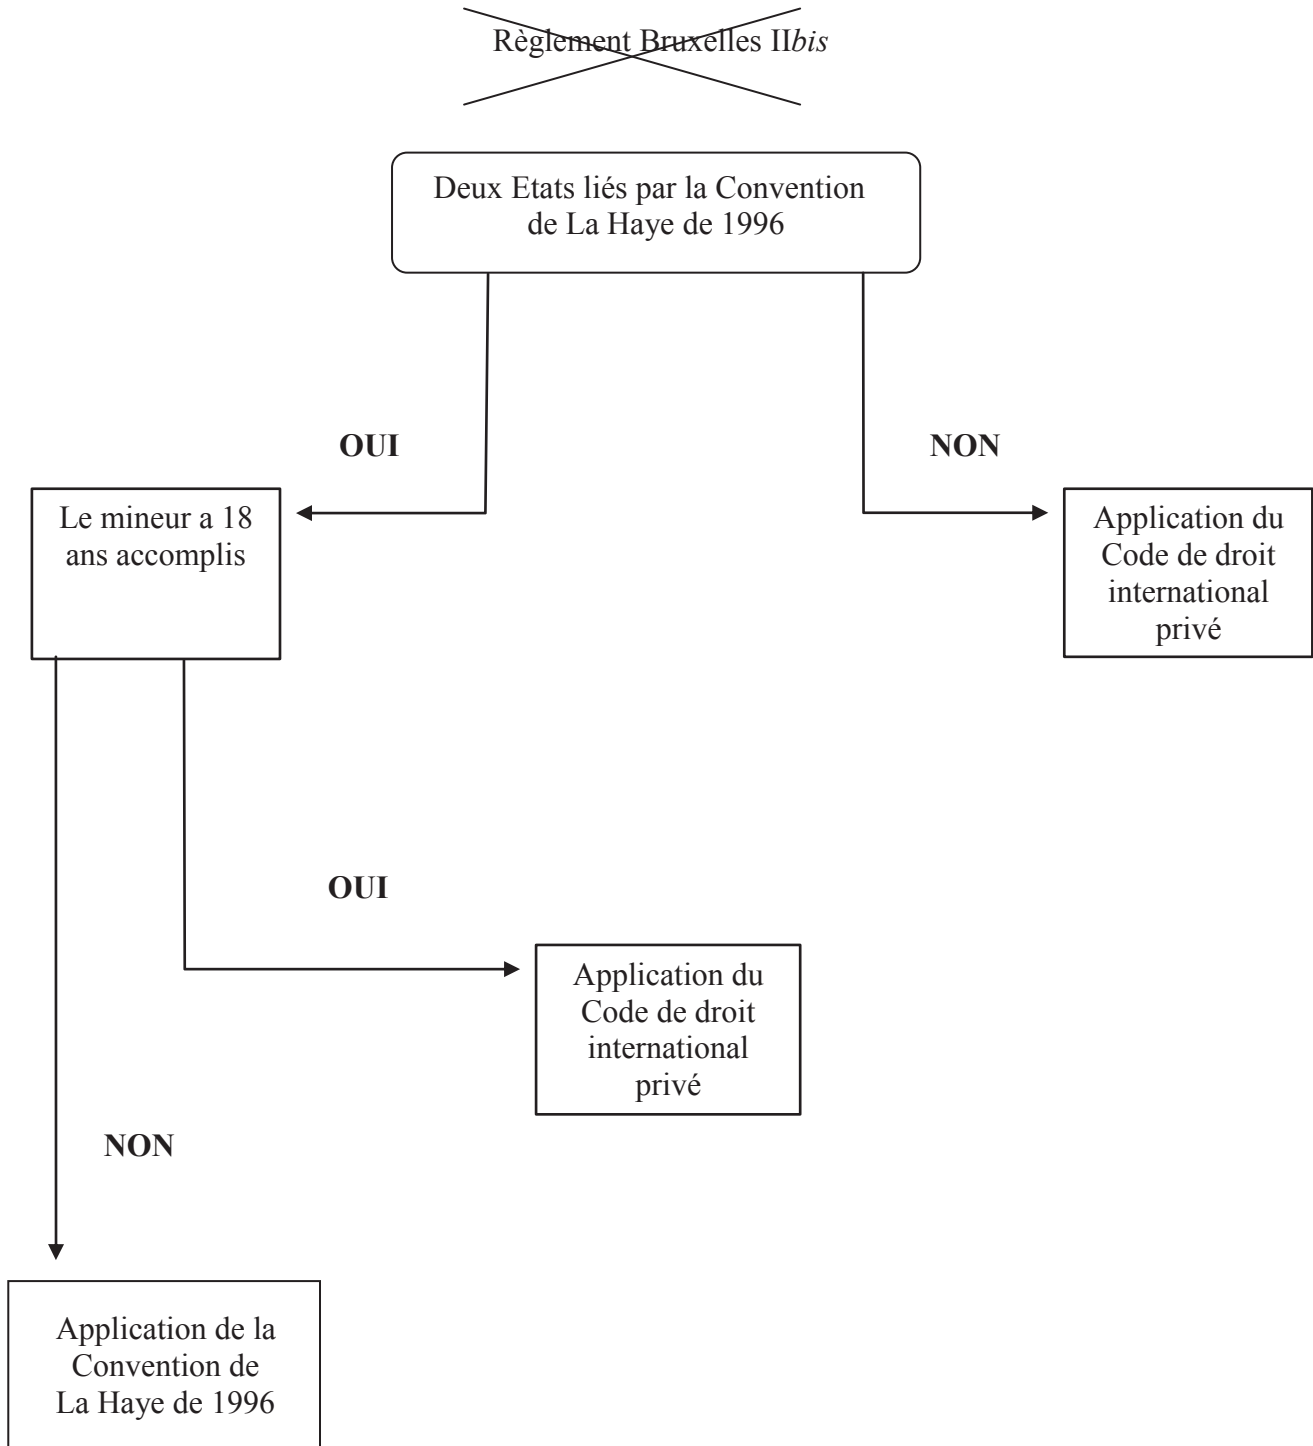 Règlement Bruxelles IIbis
Deux Etats liés par la Convention
de La Haye de 1996
OUI
NON
Le mineur a 18
ans accomplis
Application du
Code de droit
international
privé
OUI
Application du
Code de droit
international
privé
NON
Application de la
Convention de
La Haye de 1996